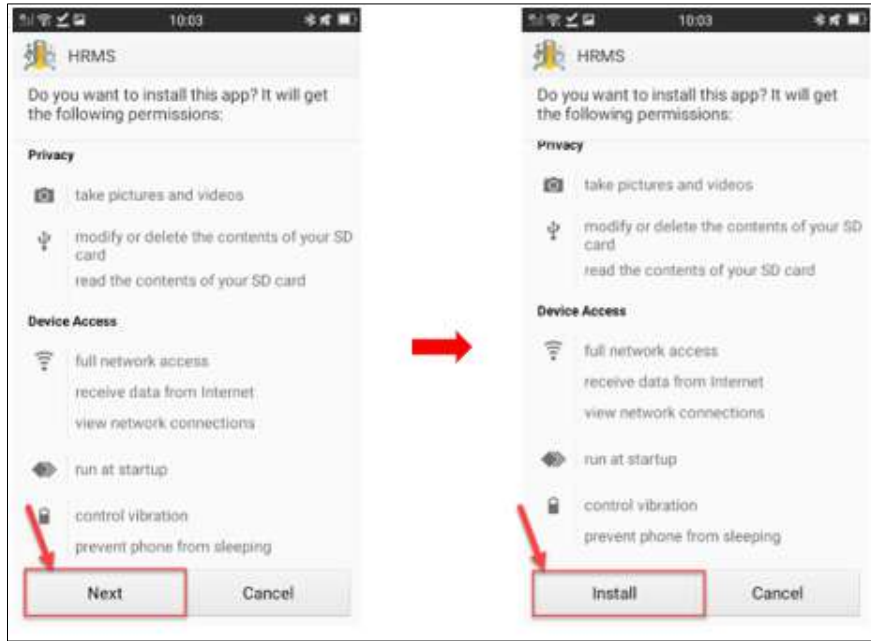 10:03
HRMS
Do you want to install this app? It will get
the following permissions:
Privacy
take pictures and videos
modify or delete the contents of your SD
card
read the contents of your SD card
Device Access
full network access
receive data from Internet
view network connections
run at startup
control vibration
prevent phone from sleeping
Next
Cancel
10:03
HRMS
Do you want to install this app? It will get
the following permissions:
Privacy
take pictures and videos
modify or delete the contents of your SD
card
read the contents of your SD card
Device Access
full network access
receive data from Internet
view network connections
run at startup
control vibration
prevent phone from sleeping
Install
Cancel